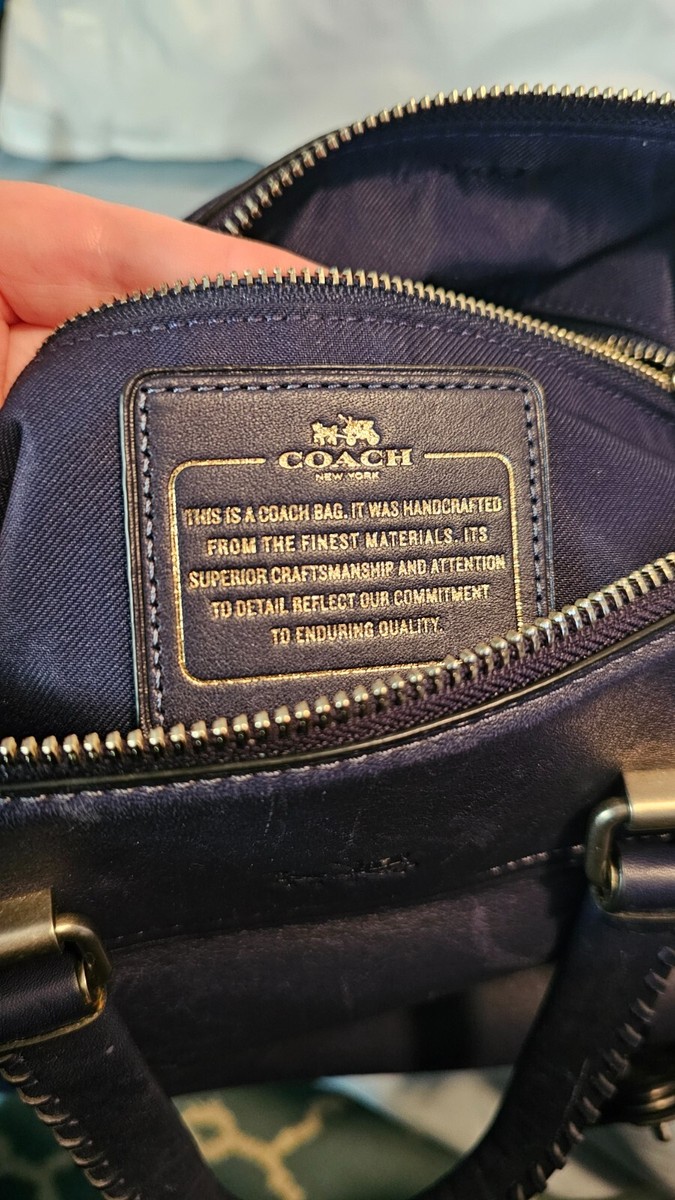 COACH
NEW YORK
THIS IS A COACH BAG. IT WAS HANDCRAFTED
FROM THE FINEST MATERIALS. ITS
SUPERIOR CRAFTSMANSHIP AND ATTENTION
TO DETAIL REFLECT OUR COMMITMENT
TO ENDURING QUALITY.